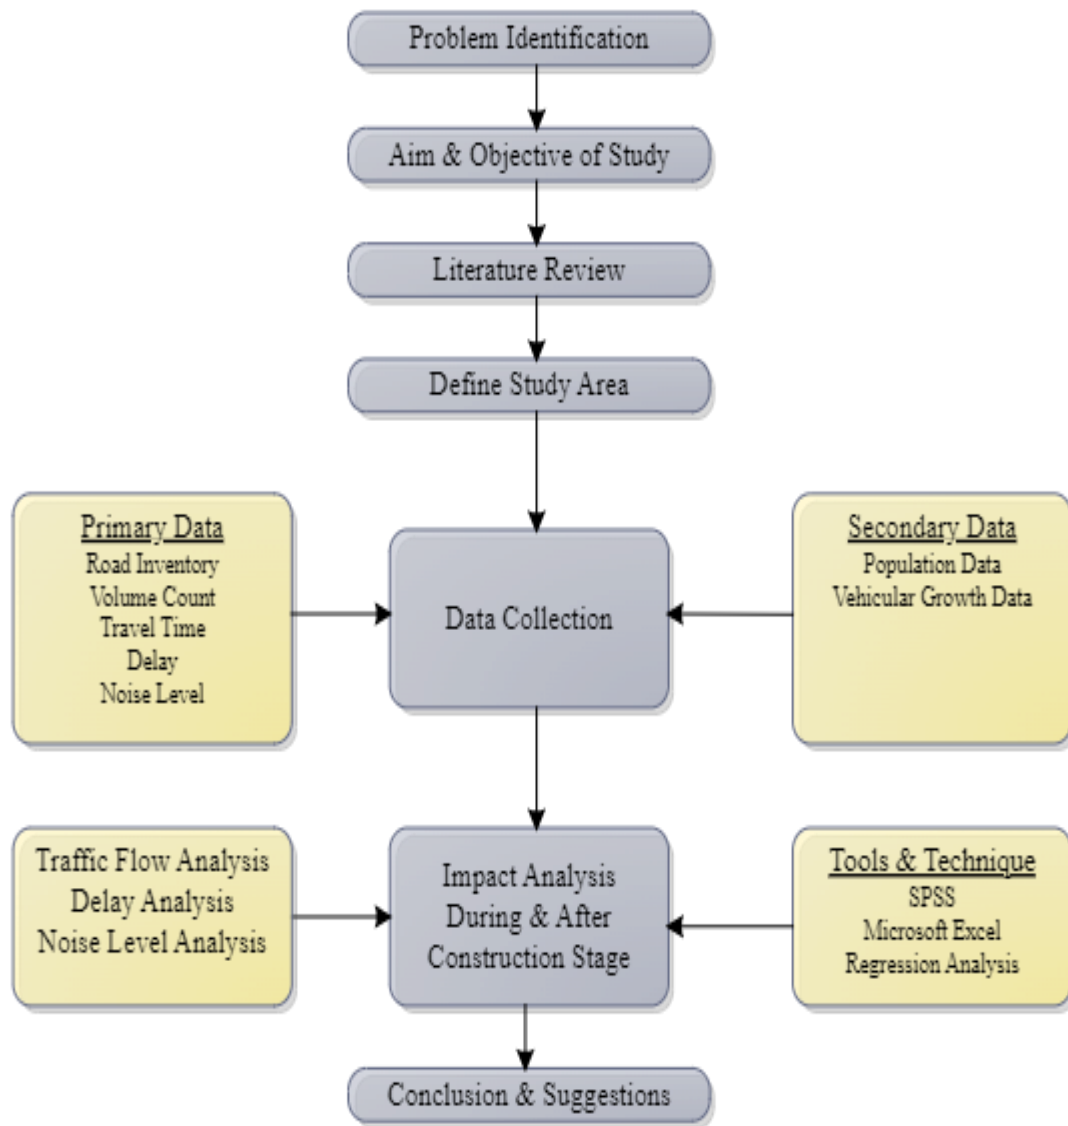 Problem Identification
Aim & Objective of Study
Literature Review
Define Study Area
Primary Data
Road Inventory
Volume Count
Travel Time
Delay
Noise Level
Data Collection
Secondary Data
Population Data
Vehicular Growth Data
Traffic Flow Analysis
Delay Analysis
Noise Level Analysis
Impact Analysis
During & After
Construction Stage
Tools & Technique
SPSS
Microsoft Excel
Regression Analysis
Conclusion & Suggestions